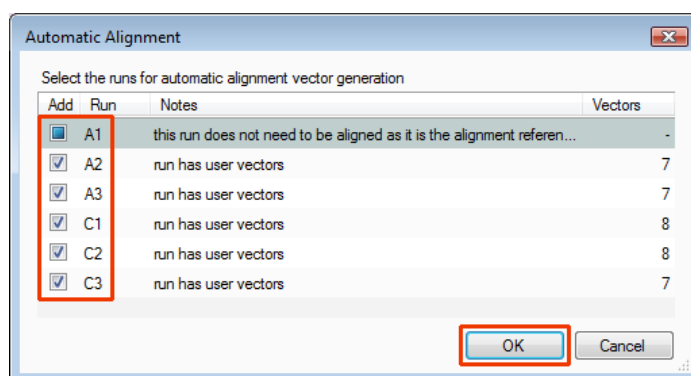 Automatic Alignment
Select the runs for automatic alignment vector generation
Add Run Notes Vectors
A1 this run does not need to be aligned as it is the alignment referen... -
A2 run has user vectors 7
A3 run has user vectors 7
C1 run has user vectors 8
C2 run has user vectors 8
C3 run has user vectors 7
OK Cancel